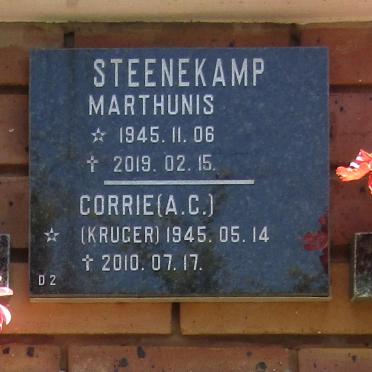 STEENEKAMP
MARTHUNIS
☆ 1945.11.06
† 2019.02.15.
CORRIE (A.C.)
☆ (KRUGER) 1945.05.14
† 2010.07.17.
D2